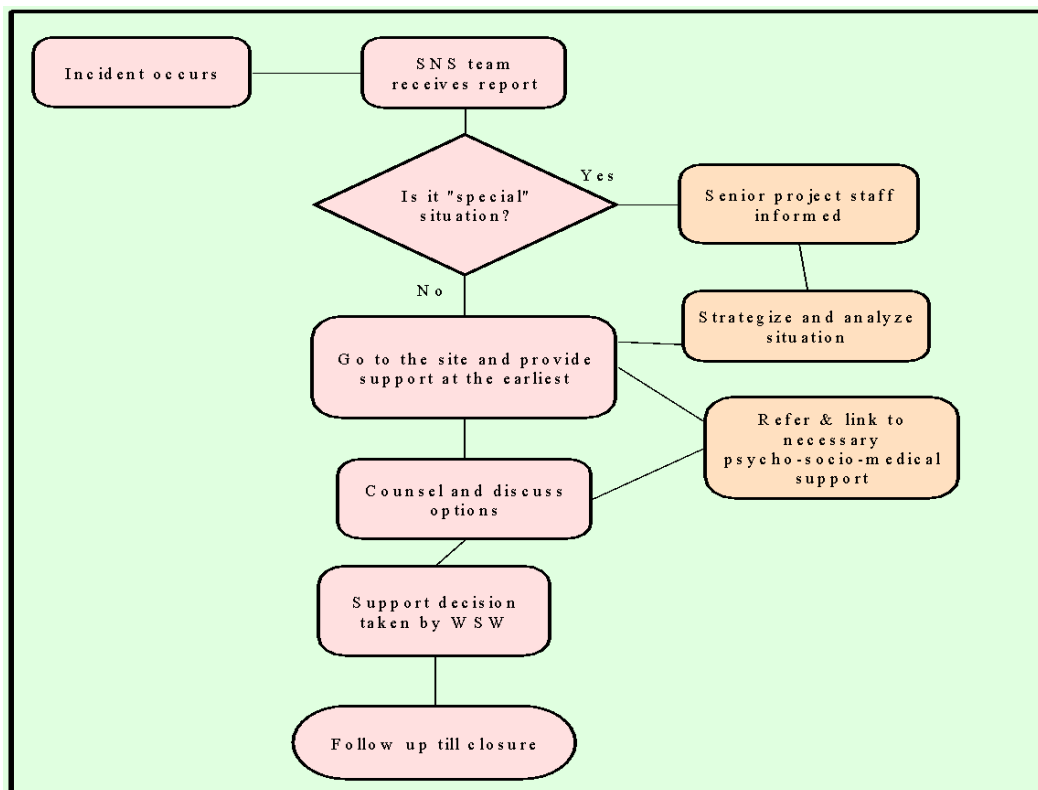 Incident occurs
SNS team
receives report
Is it "special"
situation?
Yes
Senior project staff
informed
No
Strategize and analyze
situation
Go to the site and provide
support at the earliest
Refer & link to
necessary
psycho-socio-medical
support
Counsel and discuss
options
Support decision
taken by WSW
Follow up till closure